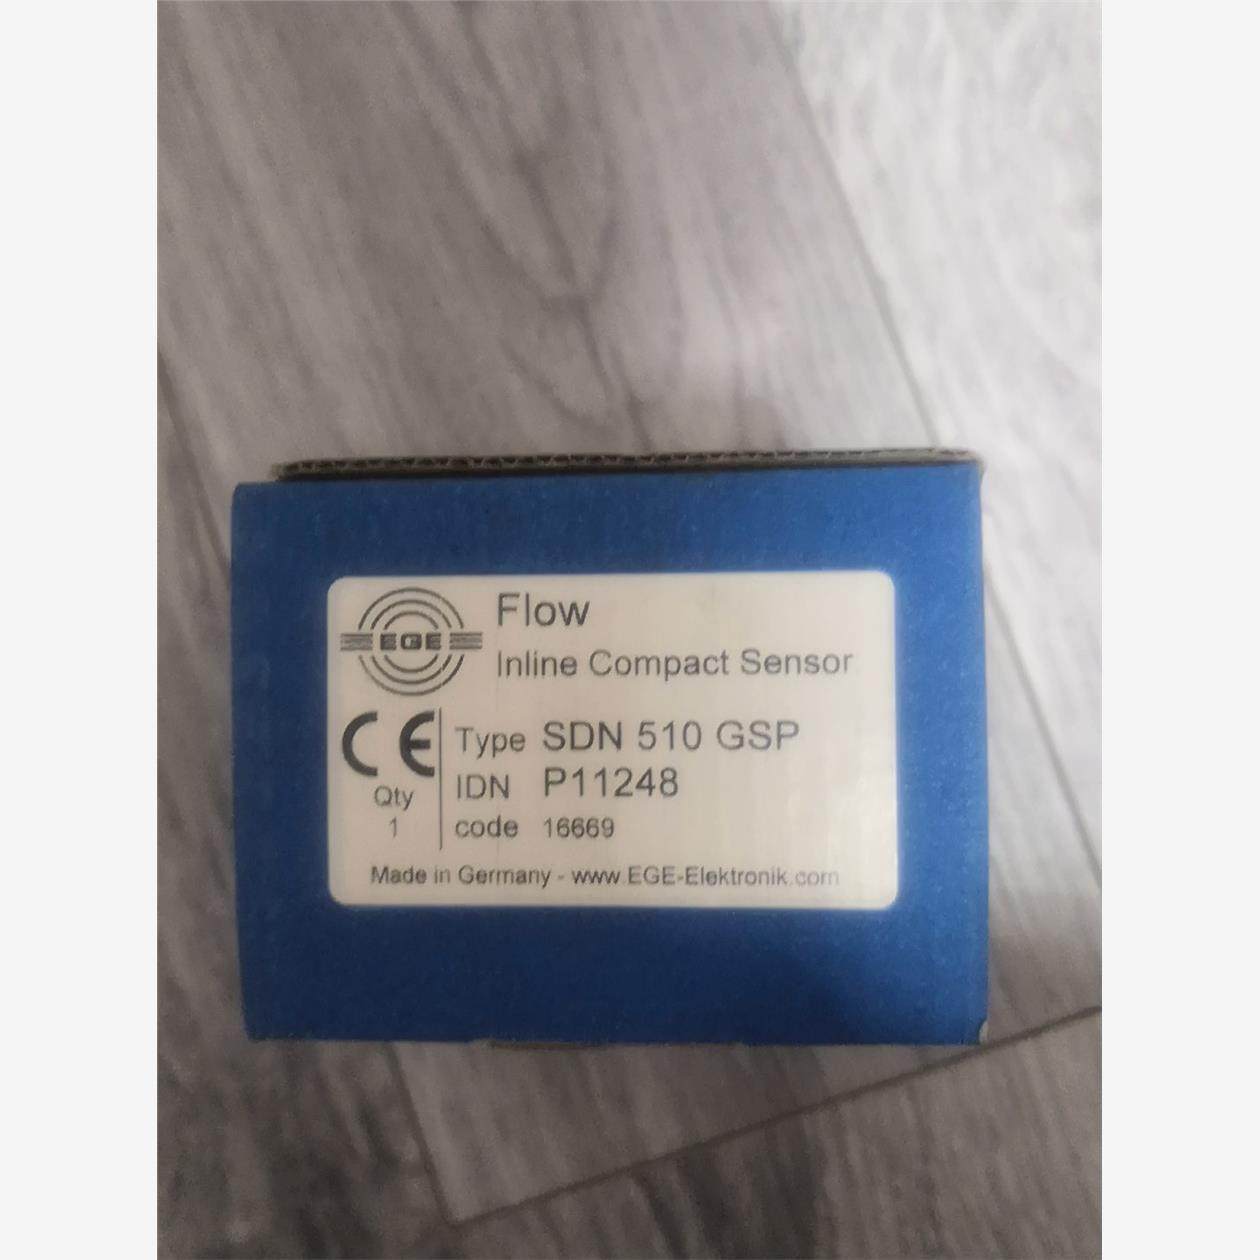 EGE
Flow
Inline Compact Sensor
CE
Type SDN 510 GSP
IDN P11248
Qty
1
code 16669
Made in Germany - www.EGE-Elektronik.com